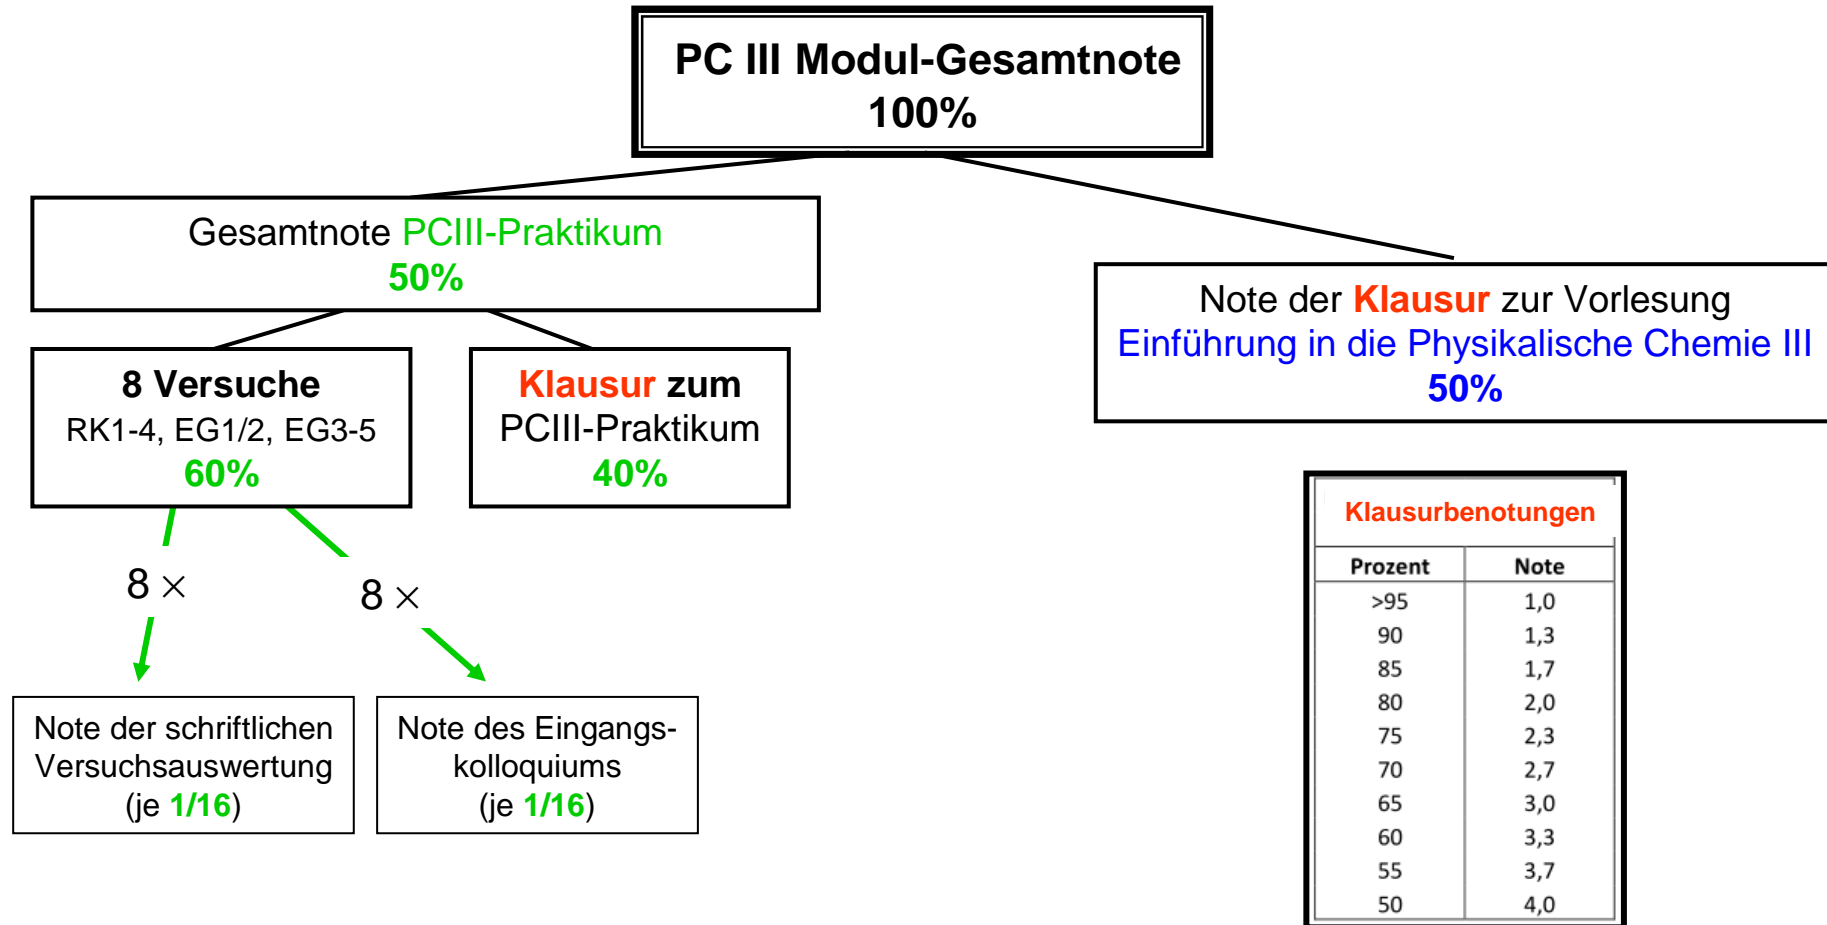 PC III Modul-Gesamtnote
100%
Gesamtnote PCIII-Praktikum
50%
8 Versuche
RK1-4, EG1/2, EG3-5
60%
Klausur zum
PCIII-Praktikum
40%
8 ×
8 ×
Note der schriftlichen
Versuchsauswertung
(je 1/16)
Note des Eingangs-
kolloquiums
(je 1/16)
Note der Klausur zur Vorlesung
Einführung in die Physikalische Chemie III
50%
Klausurbenotungen
Prozent Note
>95 1,0
90 1,3
85 1,7
80 2,0
75 2,3
70 2,7
65 3,0
60 3,3
55 3,7
50 4,0